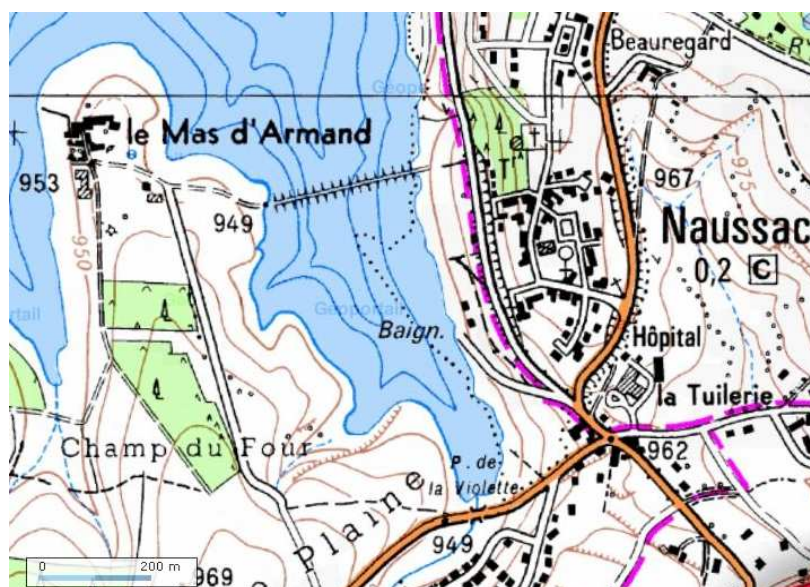 Beauregard
le Mas d'Armand
953
967
975
949
Naussac
0,2 C
950
Geoportail
Baign.
Hôpital
la Tuilerie
Champ du Four
962
P. de
la Violette
Plaine
949
0 200 m
969